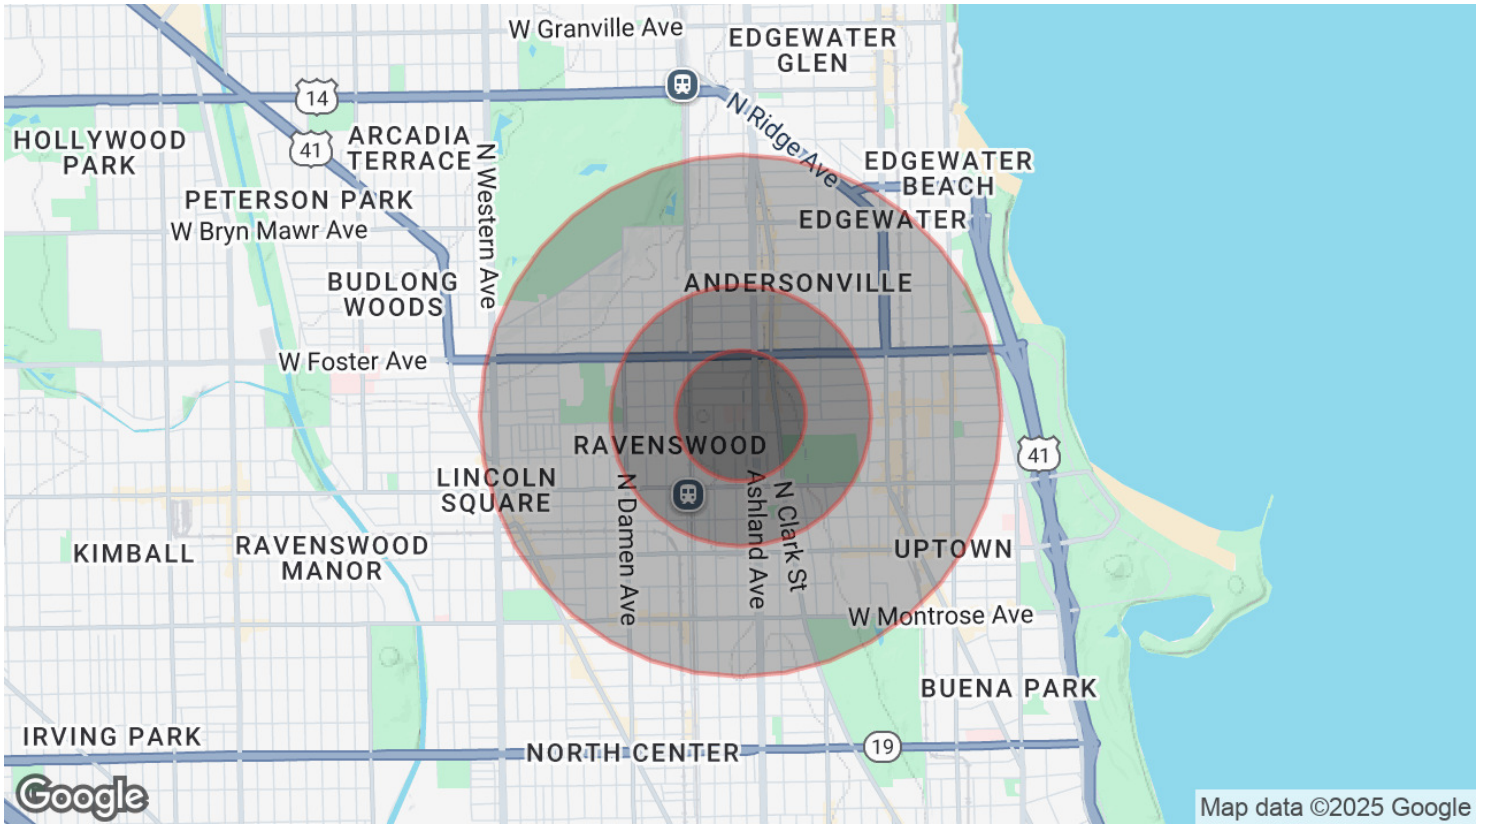 W Granville Ave
EDGEWATER
GLEN
14
N Ridge Ave
HOLLYWOOD
PARK
ARCADIA
TERRACE
41
N Western Ave
EDGEWATER
BEACH
PETERSON PARK
W Bryn Mawr Ave
EDGEWATER
BUDLONG
WOODS
ANDERSONVILLE
W Foster Ave
RAVENSWOOD
41
LINCOLN
SQUARE
N Damen Ave
Ashland Ave
N Clark St
KIMBALL
RAVENSWOOD
MANOR
UPTOWN
W Montrose Ave
BUENA PARK
IRVING PARK
NORTH CENTER
19
Google
Map data ©2025 Google